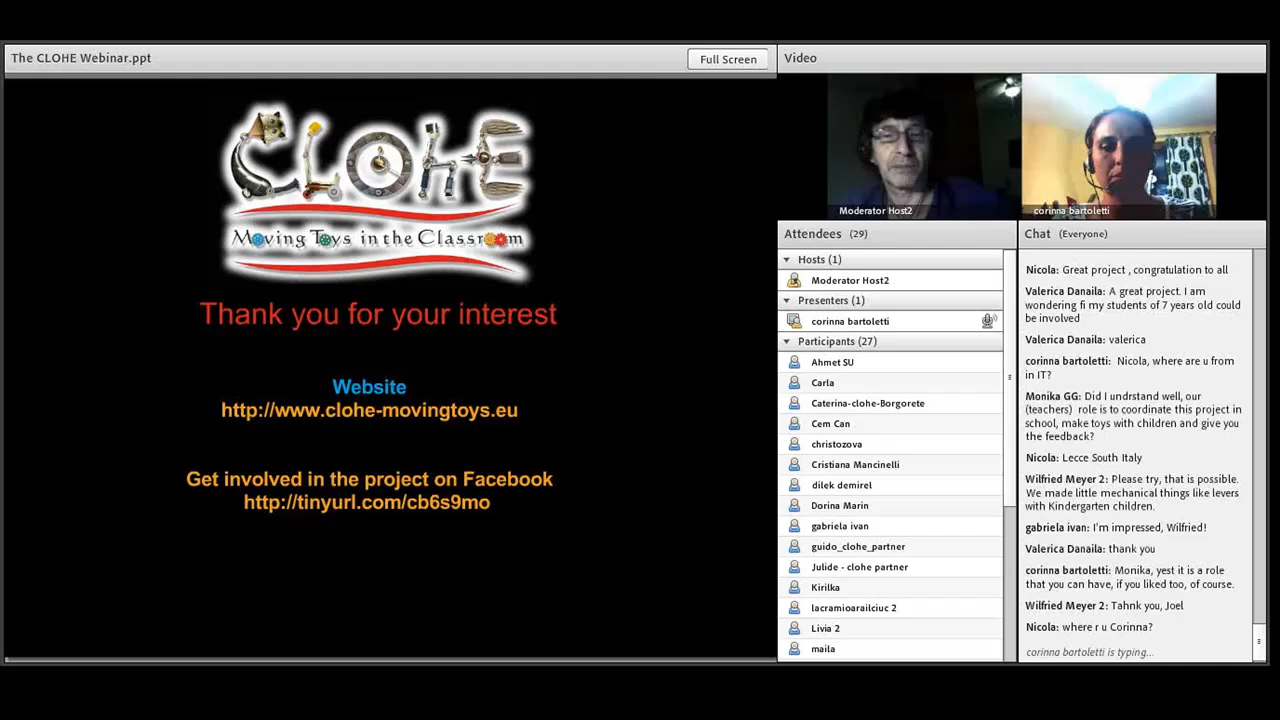 The CLOHE Webinar.ppt
Full Screen
CLOHE
Moving Toys in the Classroom
Thank you for your interest
Website
http://www.clohe-movingtoys.eu
Get involved in the project on Facebook
http://tinyurl.com/cb6s9mo
Video
Moderator Host2
corinna bartoletti
Attendees (29)
Hosts (1)
Moderator Host2
Presenters (1)
corinna bartoletti
Participants (27)
Ahmet SU
Carla
Caterina-clohe-Borgorete
Cem Can
christozova
Cristiana Mancinelli
dilek demirel
Dorina Marin
gabriela ivan
guido_clohe_partner
Julide - clohe partner
Kirilka
lacramioarailciuc 2
Livia 2
maila
Chat (Everyone)
Nicola: Great project , congratulation to all
Valerica Danaila: A great project. I am
wondering fi my students of 7 years old could
be involved
Valerica Danaila: valerica
corinna bartoletti: Nicola, where are u from
in IT?
Monika GG: Did I undrstand well, our
(teachers) role is to coordinate this project in
school, make toys with children and give you
the feedback?
Nicola: Lecce South Italy
Wilfried Meyer 2: Please try, that is possible.
We made little mechanical things like levers
with Kindergarten children.
gabriela ivan: I'm impressed, Wilfried!
Valerica Danaila: thank you
corinna bartoletti: Monika, yest it is a role
that you can have, if you liked too, of course.
Wilfried Meyer 2: Tahnk you, Joel
Nicola: where r u Corinna?
corinna bartoletti is typing...